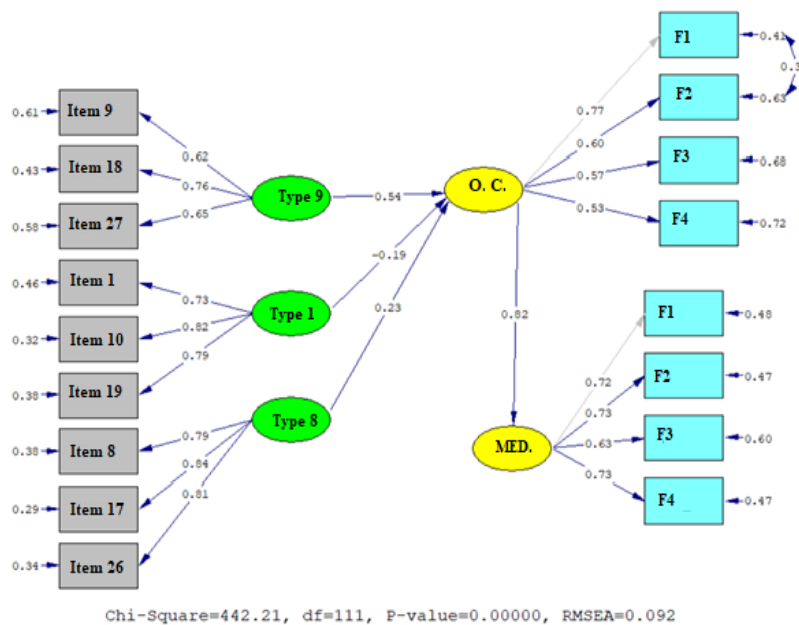 F1
0.41
0.3
F2
0.63
F3
0.68
F4
0.72
0.77
0.60
0.57
0.53
O. C.
0.61
Item 9
0.43
Item 18
0.58
Item 27
0.62
0.76
0.65
Type 9
0.54
0.46
Item 1
0.32
Item 10
0.38
Item 19
0.73
0.82
0.79
Type 1
-0.19
0.38
Item 8
0.29
Item 17
0.34
Item 26
0.79
0.84
0.81
Type 8
0.23
0.82
MED.
0.72
0.73
0.63
0.73
F1
0.48
F2
0.47
F3
0.60
F4
0.47
Chi-Square=442.21, df=111, P-value=0.00000, RMSEA=0.092